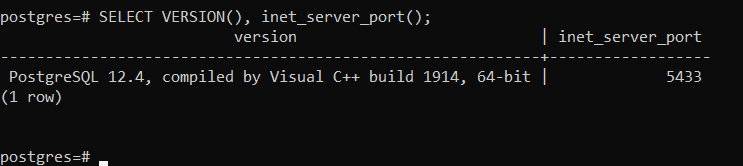 postgres=# SELECT VERSION(), inet_server_port();
                          version                           | inet_server_port
------------------------------------------------------------+------------------
 PostgreSQL 12.4, compiled by Visual C++ build 1914, 64-bit |             5433
(1 row)
postgres=#